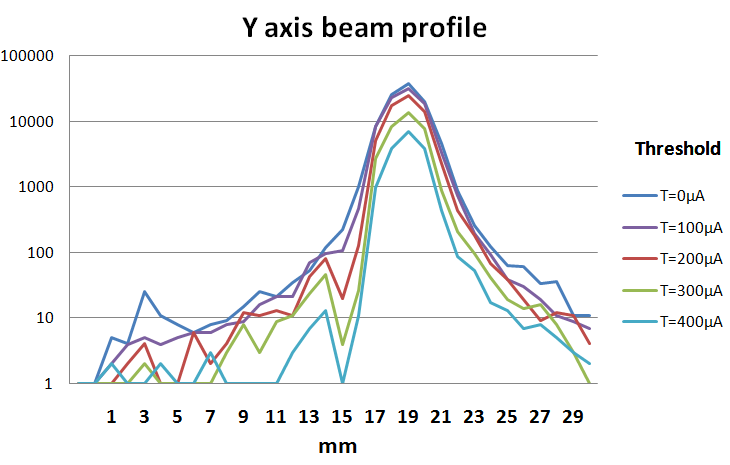 Y axis beam profile
100000
10000
1000
100
10
1
1 3 5 7 9 11 13 15 17 19 21 23 25 27 29
mm
Threshold
T=0μA
T=100μA
T=200μA
T=300μA
T=400μA